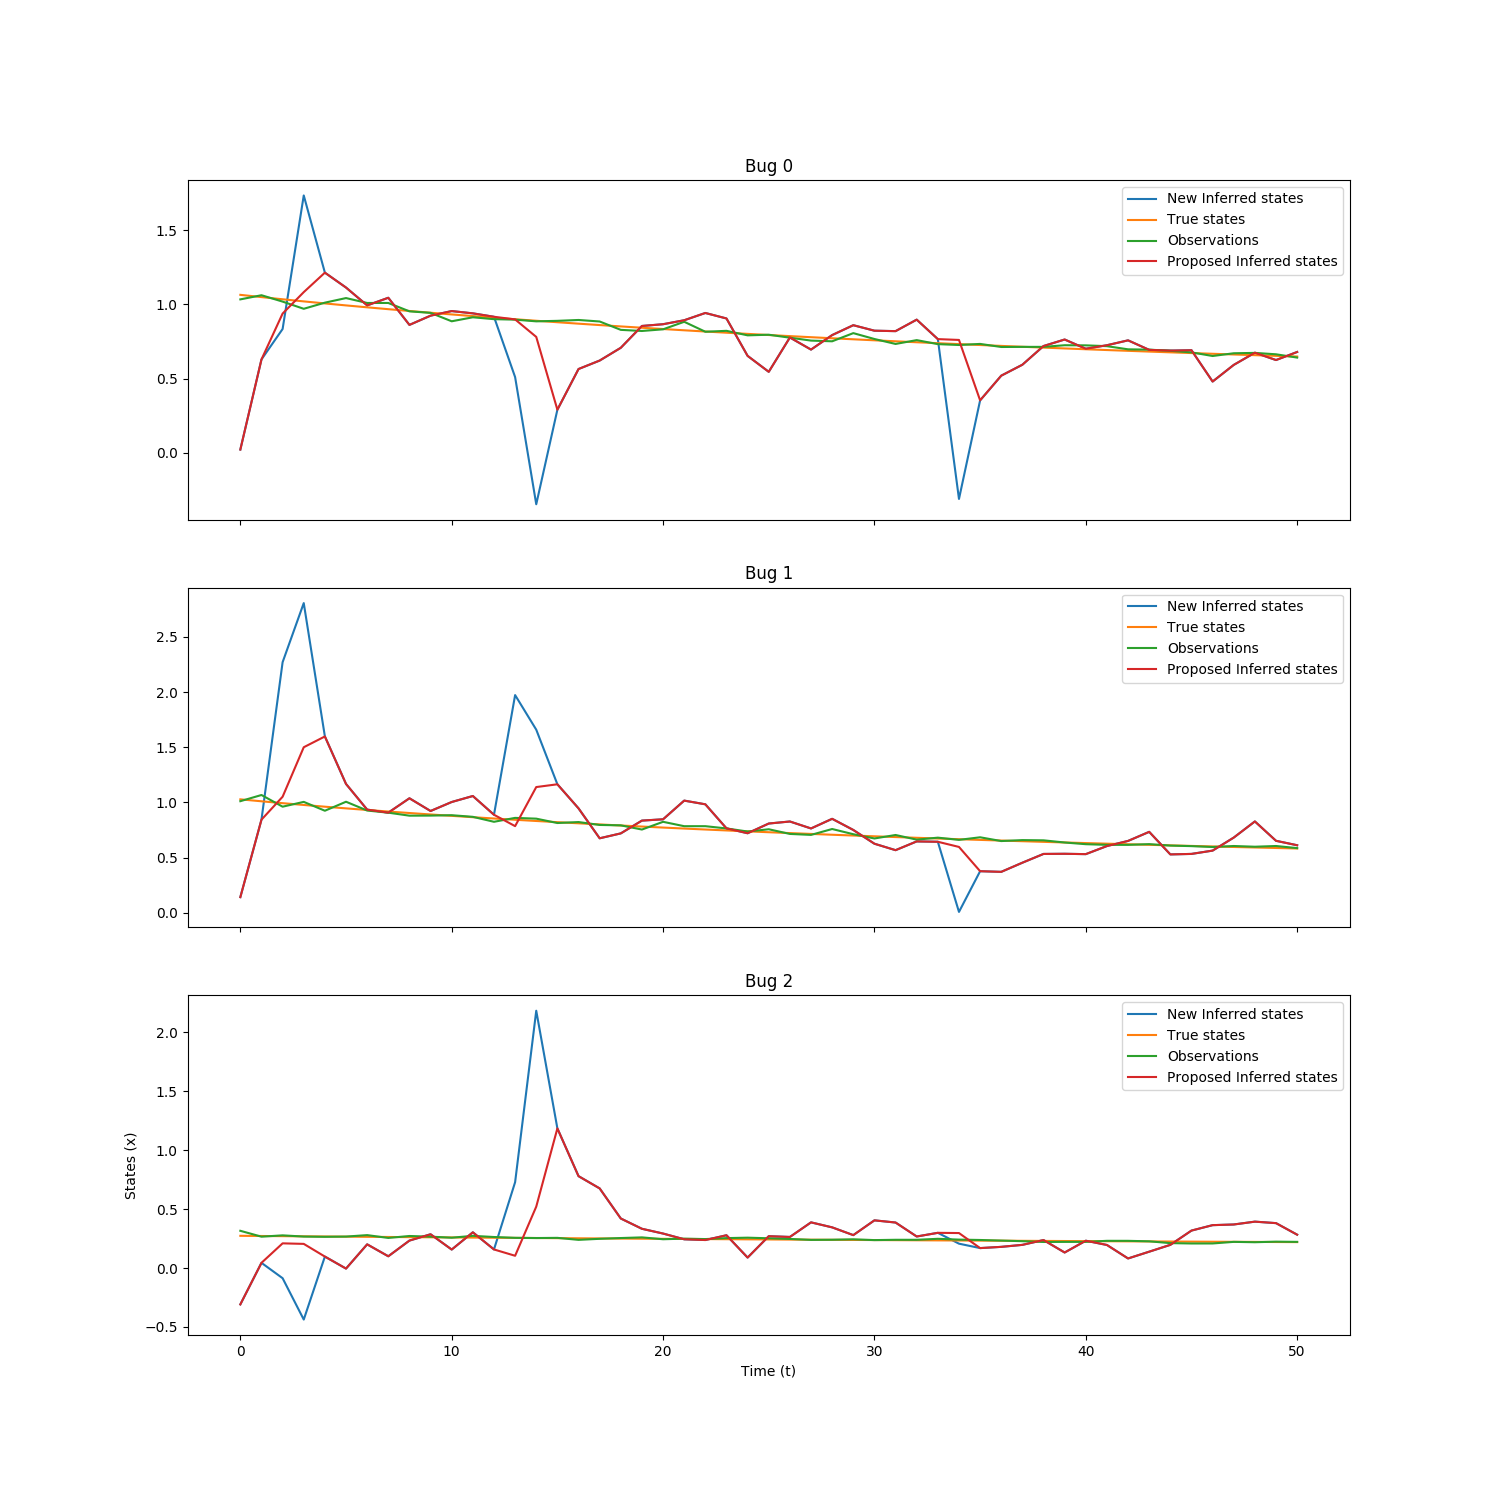 Bug 0
New Inferred states
True states
Observations
Proposed Inferred states
1.5
1.0
0.5
0.0
Bug 1
New Inferred states
True states
Observations
Proposed Inferred states
2.5
2.0
1.5
1.0
0.5
0.0
Bug 2
New Inferred states
True states
Observations
Proposed Inferred states
2.0
1.5
1.0
0.5
0.0
−0.5
States (x)
0 10 20 30 40 50
Time (t)